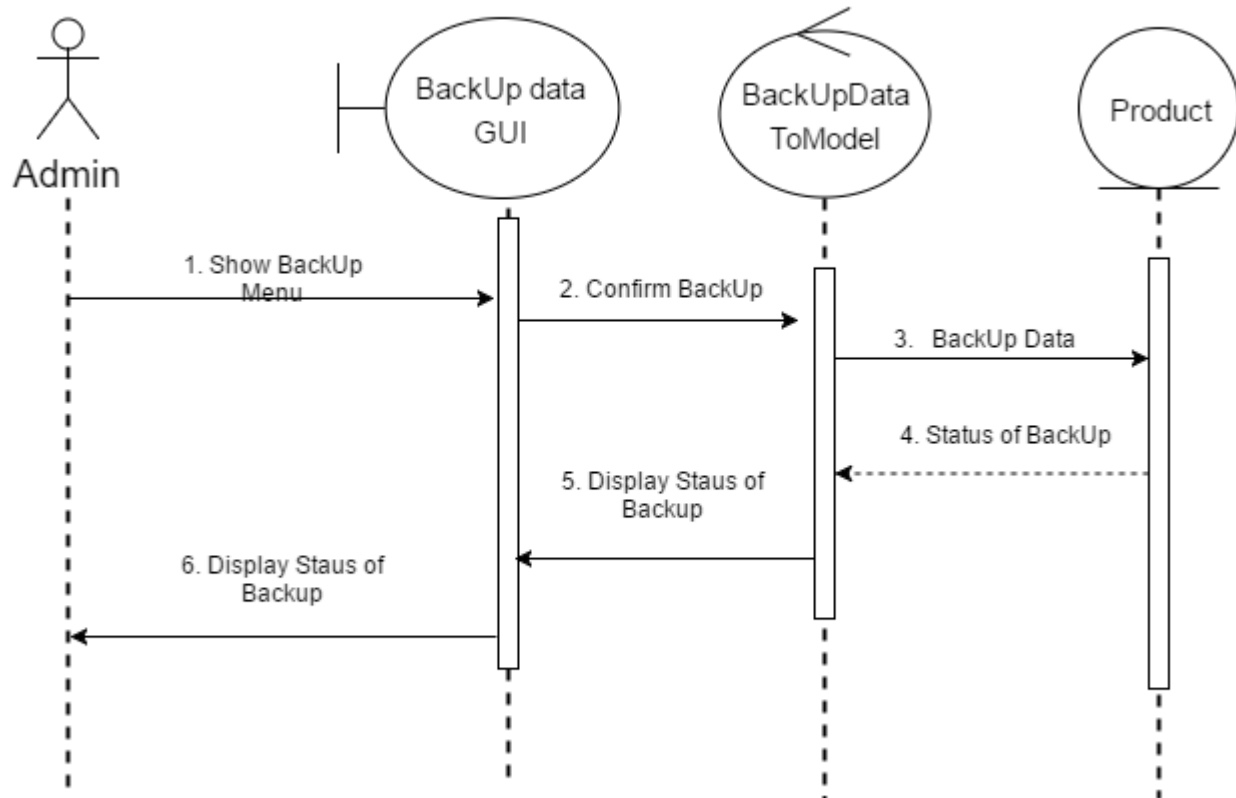 Admin
BackUp data
GUI
BackUpData
ToModel
Product
1. Show BackUp
Menu
2. Confirm BackUp
3. BackUp Data
4. Status of BackUp
5. Display Staus of
Backup
6. Display Staus of
Backup